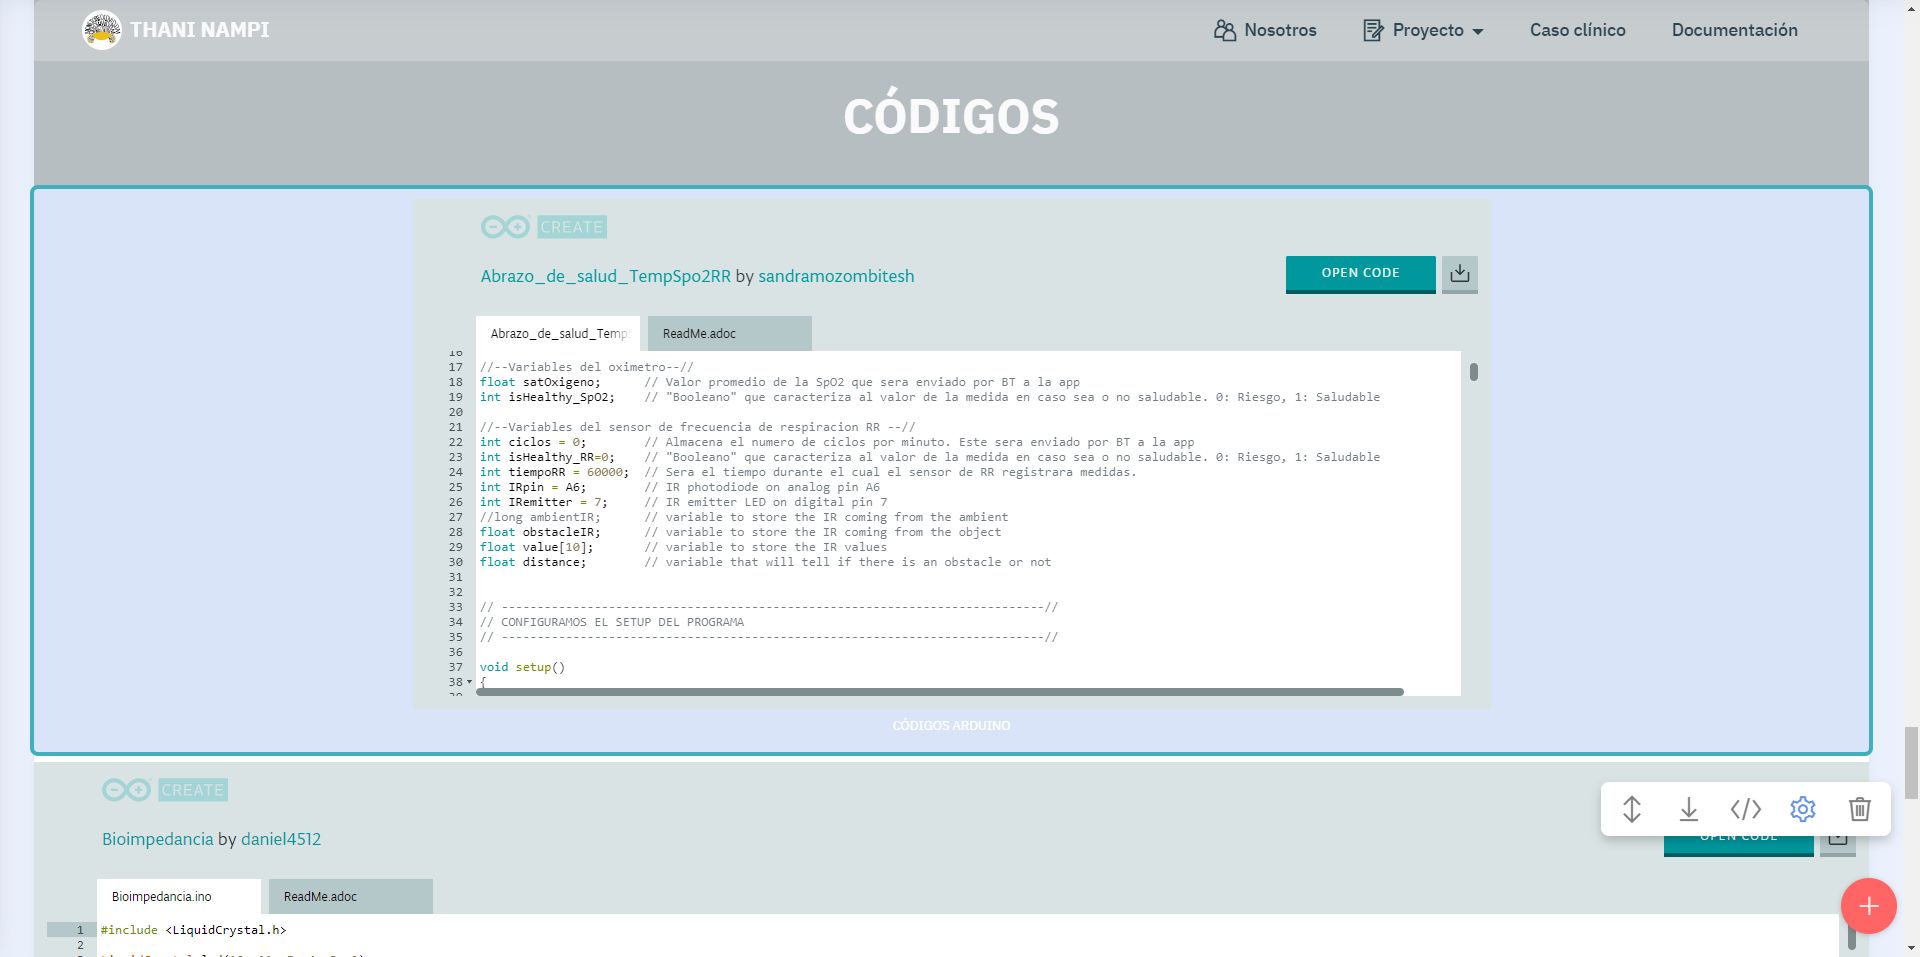 THANI NAMPI
Nosotros
Proyecto
Caso clínico
Documentación
CÓDIGOS
CREATE
Abrazo_de_salud_TempSpo2RR by sandramozombitesh
OPEN CODE
Abrazo_de_salud_Temp
ReadMe.adoc
16
17 //--Variables del oximetro--//
18 float satOxigeno; // Valor promedio de la SpO2 que sera enviado por BT a la app
19 int isHealthy_SpO2; // "Booleano" que caracteriza al valor de la medida en caso sea o no saludable. 0: Riesgo, 1: Saludable
20
21 //--Variables del sensor de frecuencia de respiracion RR --//
22 int ciclos = 0; // Almacena el numero de ciclos por minuto. Este sera enviado por BT a la app
23 int isHealthy_RR=0; // "Booleano" que caracteriza al valor de la medida en caso sea o no saludable. 0: Riesgo, 1: Saludable
24 int tiempoRR = 60000; // Sera el tiempo durante el cual el sensor de RR registrara medidas.
25 int IRpin = A6; // IR photodiode on analog pin A6
26 int IRemitter = 7; // IR emitter LED on digital pin 7
27 //long ambientIR; // variable to store the IR coming from the ambient
28 float obstacleIR; // variable to store the IR coming from the object
29 float value[10]; // variable to store the IR values
30 float distance; // variable that will tell if there is an obstacle or not
31
32
33 // ----------------------------------------------------------------------------//
34 // CONFIGURAMOS EL SETUP DEL PROGRAMA
35 // ----------------------------------------------------------------------------//
36
37 void setup()
38 {
CÓDIGOS ARDUINO
CREATE
Bioimpedancia by daniel4512
OPEN CODE
Bioimpedancia.ino
ReadMe.adoc
1 #include <LiquidCrystal.h>
2